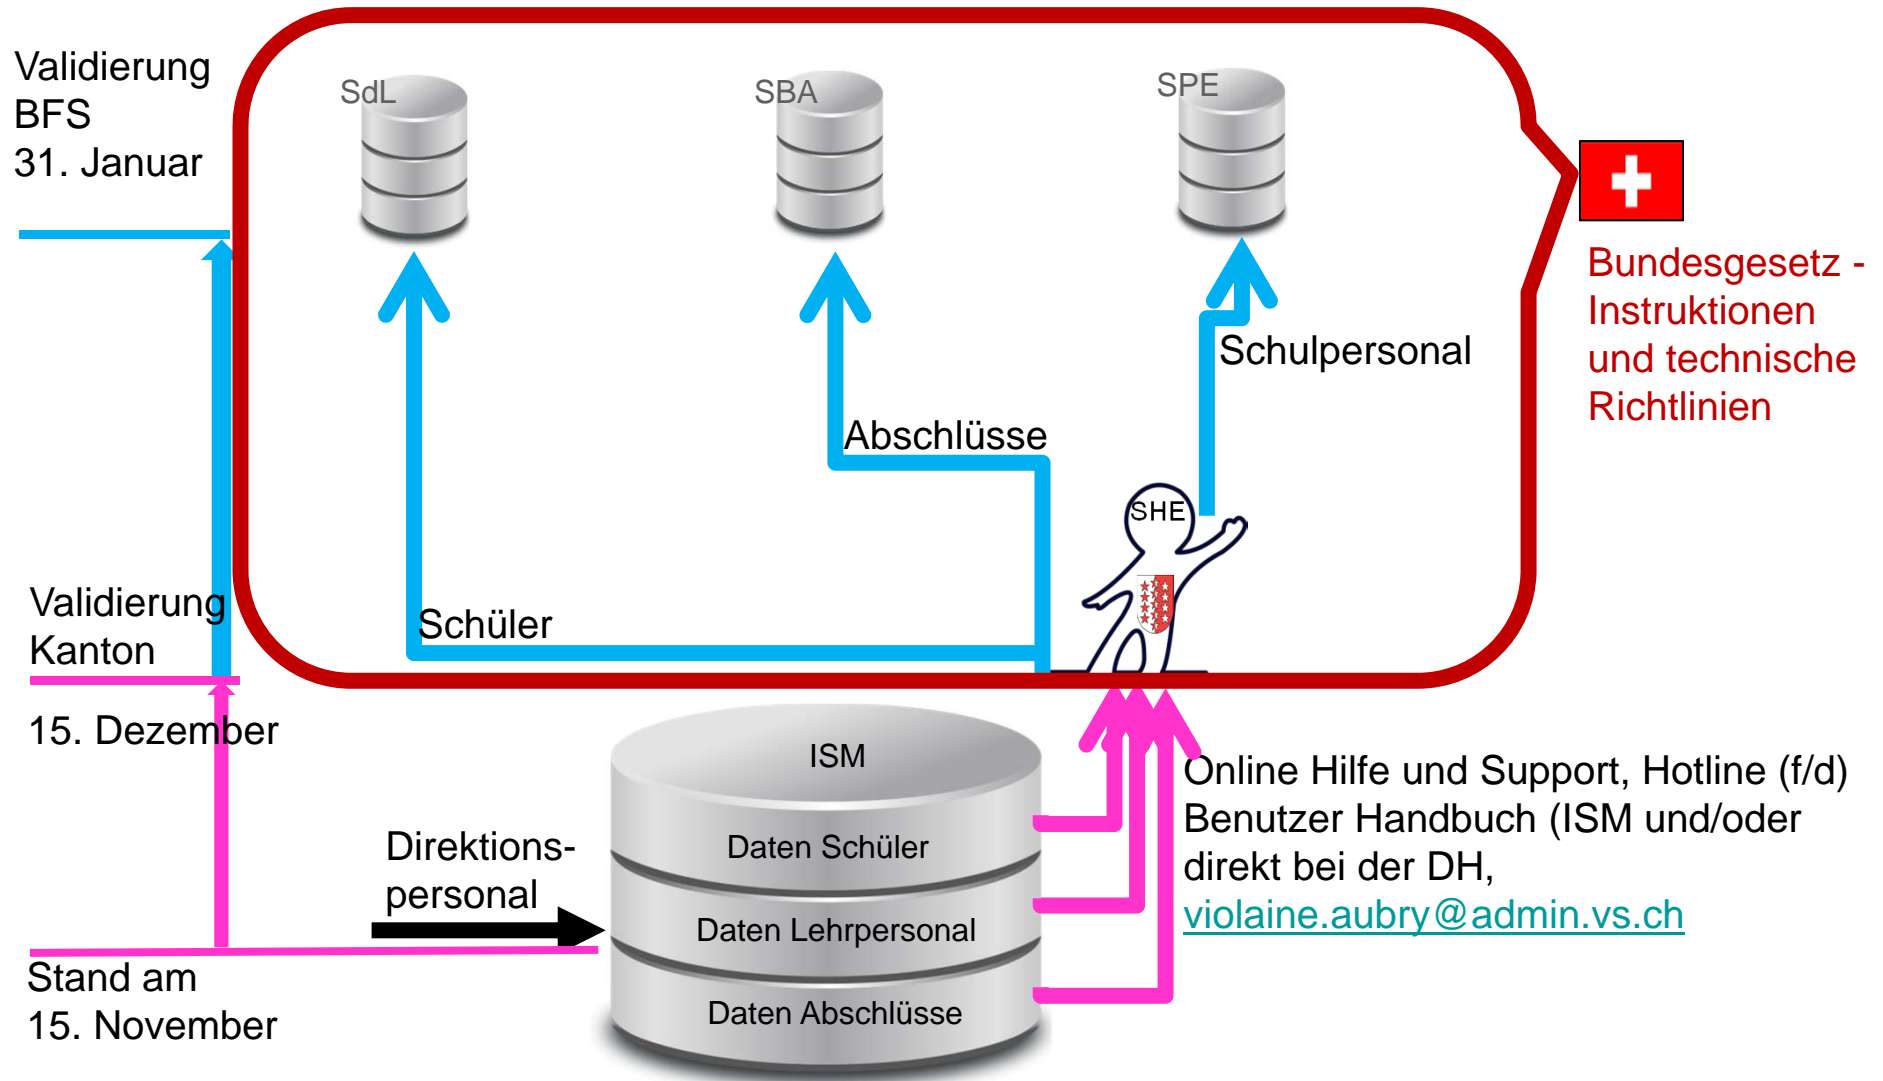 Validierung
BFS
31. Januar
SdL
SBA
SPE
Bundesgesetz -
Instruktionen
und technische
Richtlinien
Schulpersonal
Abschlüsse
SHE
Schüler
Validierung
Kanton
15. Dezember
ISM
Daten Schüler
Daten Lehrpersonal
Daten Abschlüsse
Direktions-
personal
Online Hilfe und Support, Hotline (f/d)
Benutzer Handbuch (ISM und/oder
direkt bei der DH,
violaine.aubry@admin.vs.ch
Stand am
15. November